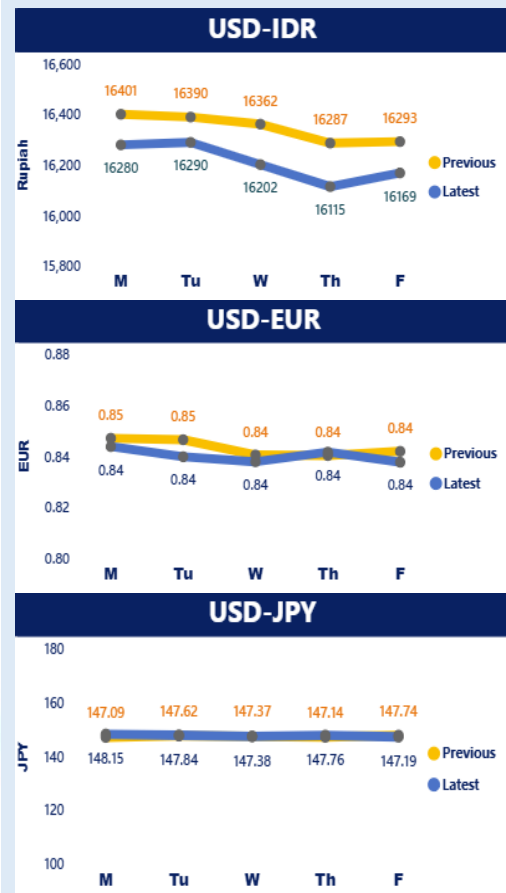 USD-IDR
16,600
16,400
16,200
16,000
15,800
Rupiah
16401 16390 16362 16287 16293
16280 16290 16202 16115 16169
Previous
Latest
M Tu W Th F
USD-EUR
0.88
0.86
0.84
0.82
0.80
EUR
0.85 0.85 0.84 0.84 0.84
0.84 0.84 0.84 0.84 0.84
Previous
Latest
M Tu W Th F
USD-JPY
180
160
140
120
100
JPY
147.09 147.62 147.37 147.14 147.74
148.15 147.84 147.38 147.76 147.19
Previous
Latest
M Tu W Th F